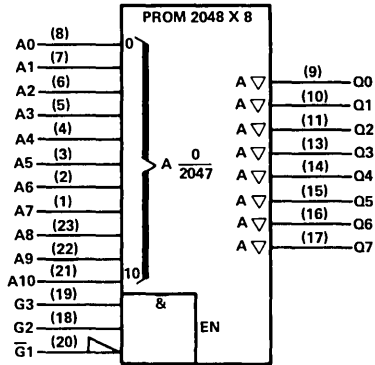 PROM 2048 X 8
A0 (8) 0
A1 (7)
A2 (6)
A3 (5)
A4 (4)
A5 (3)
A6 (2)
A7 (1)
A8 (23)
A9 (22)
A10 (21) 10
A 0/2047
A ▽ (9) Q0
A ▽ (10) Q1
A ▽ (11) Q2
A ▽ (13) Q3
A ▽ (14) Q4
A ▽ (15) Q5
A ▽ (16) Q6
A ▽ (17) Q7
G3 (19) &
G2 (18) EN
G̅1 (20)